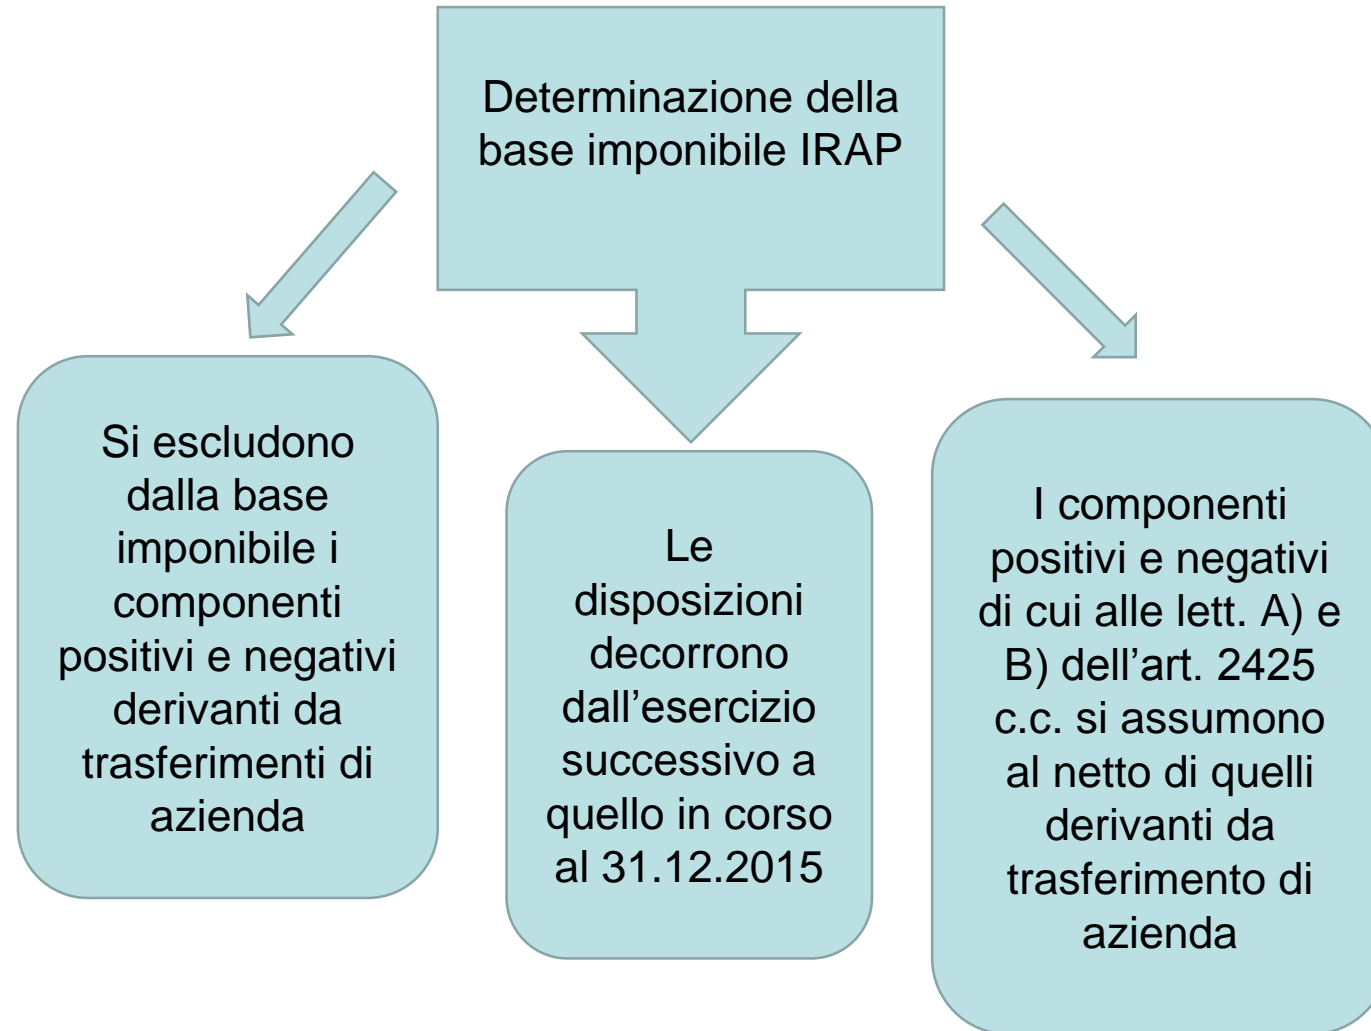 Determinazione della
base imponibile IRAP
Si escludono
dalla base
imponibile i
componenti
positivi e negativi
derivanti da
trasferimenti di
azienda
Le
disposizioni
decorrono
dall’esercizio
successivo a
quello in corso
al 31.12.2015
I componenti
positivi e negativi
di cui alle lett. A) e
B) dell’art. 2425
c.c. si assumono
al netto di quelli
derivanti da
trasferimento di
azienda